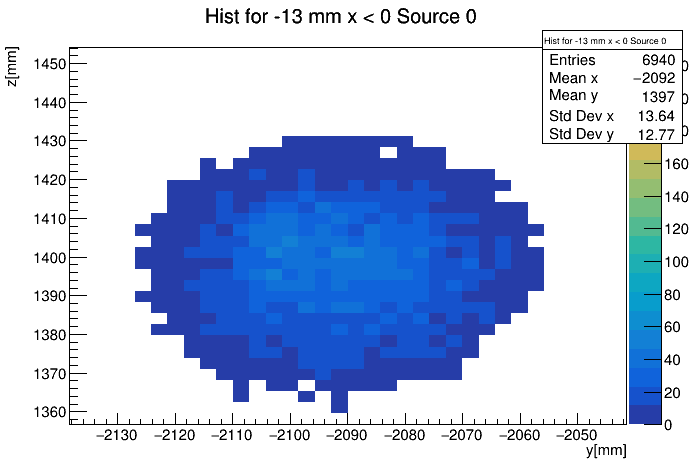 Hist for -13 mm x < 0 Source 0
z[mm]
Hist for -13 mm x < 0 Source 0
Entries 6940
Mean x −2092
Mean y 1397
Std Dev x 13.64
Std Dev y 12.77
1450
1440
1430
1420
1410
1400
1390
1380
1370
1360
160
140
120
100
80
60
40
20
0
−2130 −2120 −2110 −2100 −2090 −2080 −2070 −2060 −2050
y[mm]